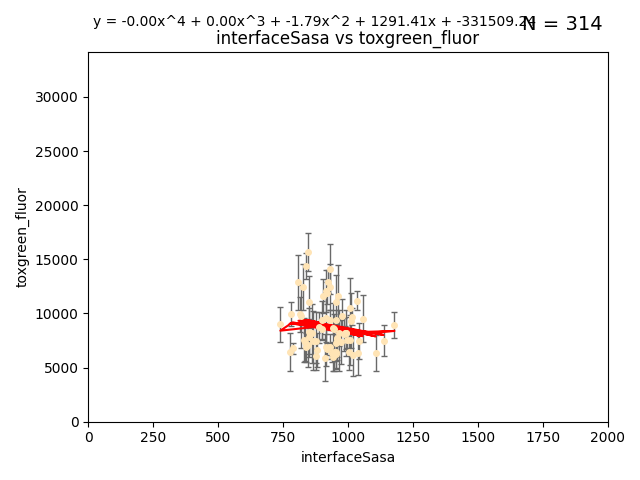 y = -0.00x^4 + 0.00x^3 + -1.79x^2 + 1291.41x + -331509.24
N = 314
interfaceSasa vs toxgreen_fluor
30000
25000
20000
15000
10000
5000
0
toxgreen_fluor
0 250 500 750 1000 1250 1500 1750 2000
interfaceSasa